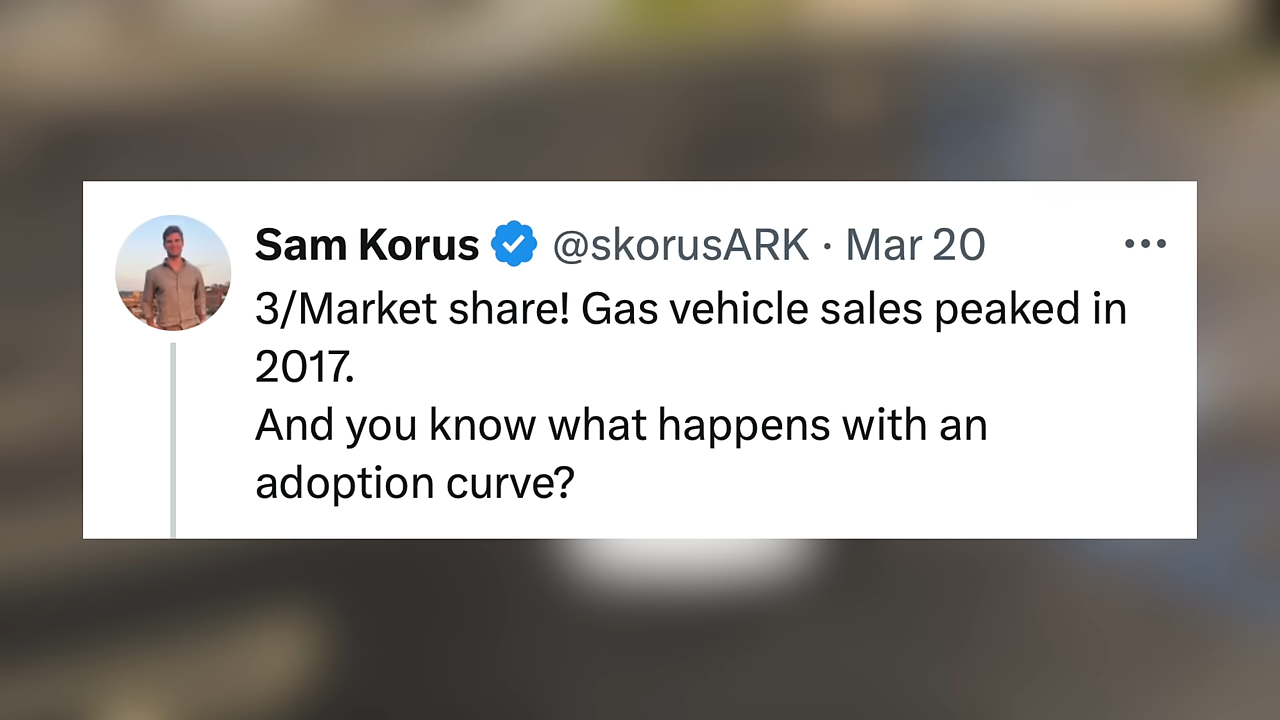 Sam Korus @skorusARK · Mar 20
3/Market share! Gas vehicle sales peaked in
2017.
And you know what happens with an
adoption curve?